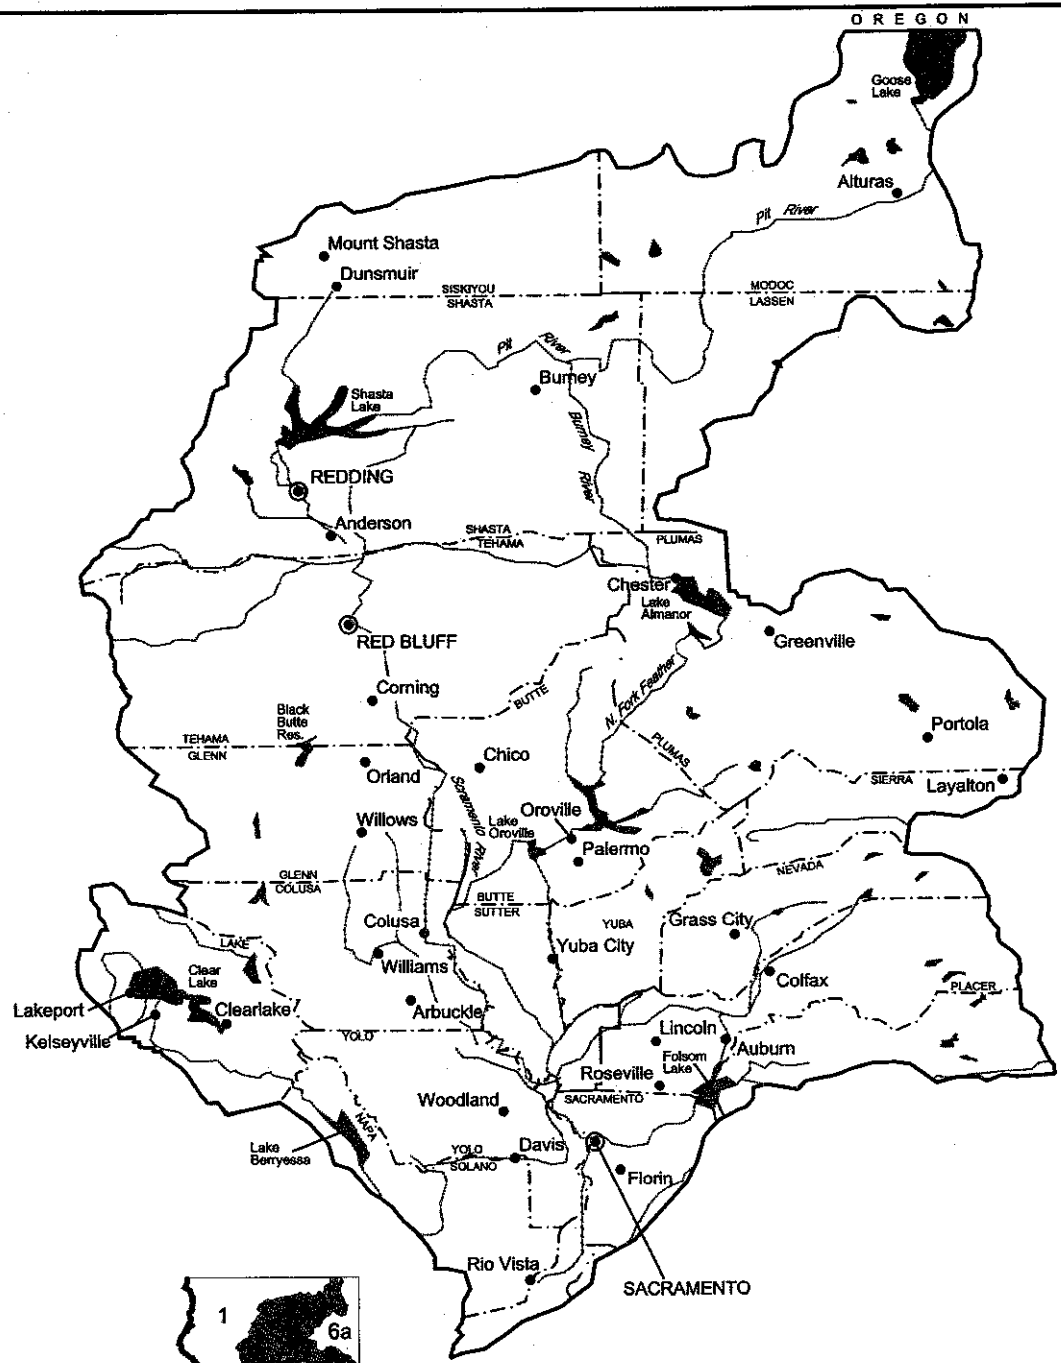 OREGON
Goose
Lake
Alturas
Pit River
Mount Shasta
Dunsmuir
SISKIYOU
SHASTA
MODOC
LASSEN
Pit River
Burney
Shasta
Lake
Burney River
REDDING
Anderson
SHASTA
TEHAMA
PLUMAS
Chester
Lake
Almanor
RED BLUFF
Greenville
N. Fork Feather
Corning
BUTTE
Black
Butte
Res.
Portola
TEHAMA
GLENN
PLUMAS
Chico
Orland
SIERRA
Layalton
Scramento River
Willows
Lake
Oroville
Oroville
Palermo
NEVADA
GLENN
COLUSA
BUTTE
SUTTER
YUBA
Grass City
Colusa
LAKE
Yuba City
Williams
Clear
Lake
Colfax
PLACER
Lakeport
Clearlake
Arbuckle
Kelseyville
YOLO
Lincoln
Auburn
Folsom
Lake
Roseville
SACRAMENTO
Woodland
NAPA
Lake
Berryessa
YOLO
SOLANO
Davis
Florin
Rio Vista
SACRAMENTO
1
6a